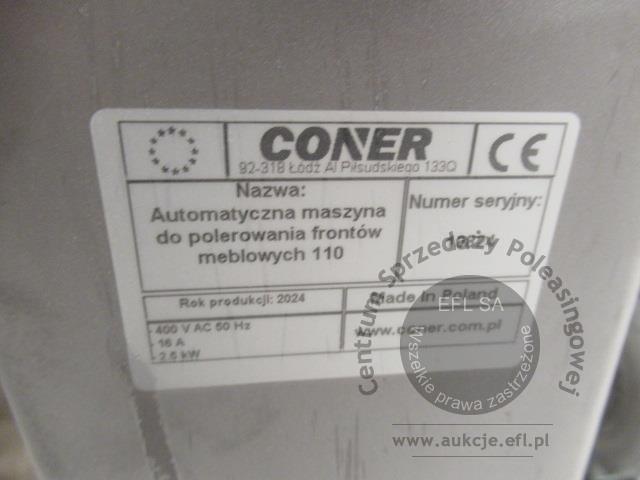 CONER
92-318 Łódź Al Piłsudskiego 133G
CE
Nazwa:
Automatyczna maszyna
do polerowania frontów
meblowych 110
Numer seryjny:
Rok produkcji: 2024
Made In Poland
- 400 V AC 50 Hz
- 16 A
- 2.5 kW
www.coner.com.pl
Centrum Sprzedaży Poleasingowej
EFL SA
Wszelkie prawa zastrzeżone
www.aukcje.efl.pl